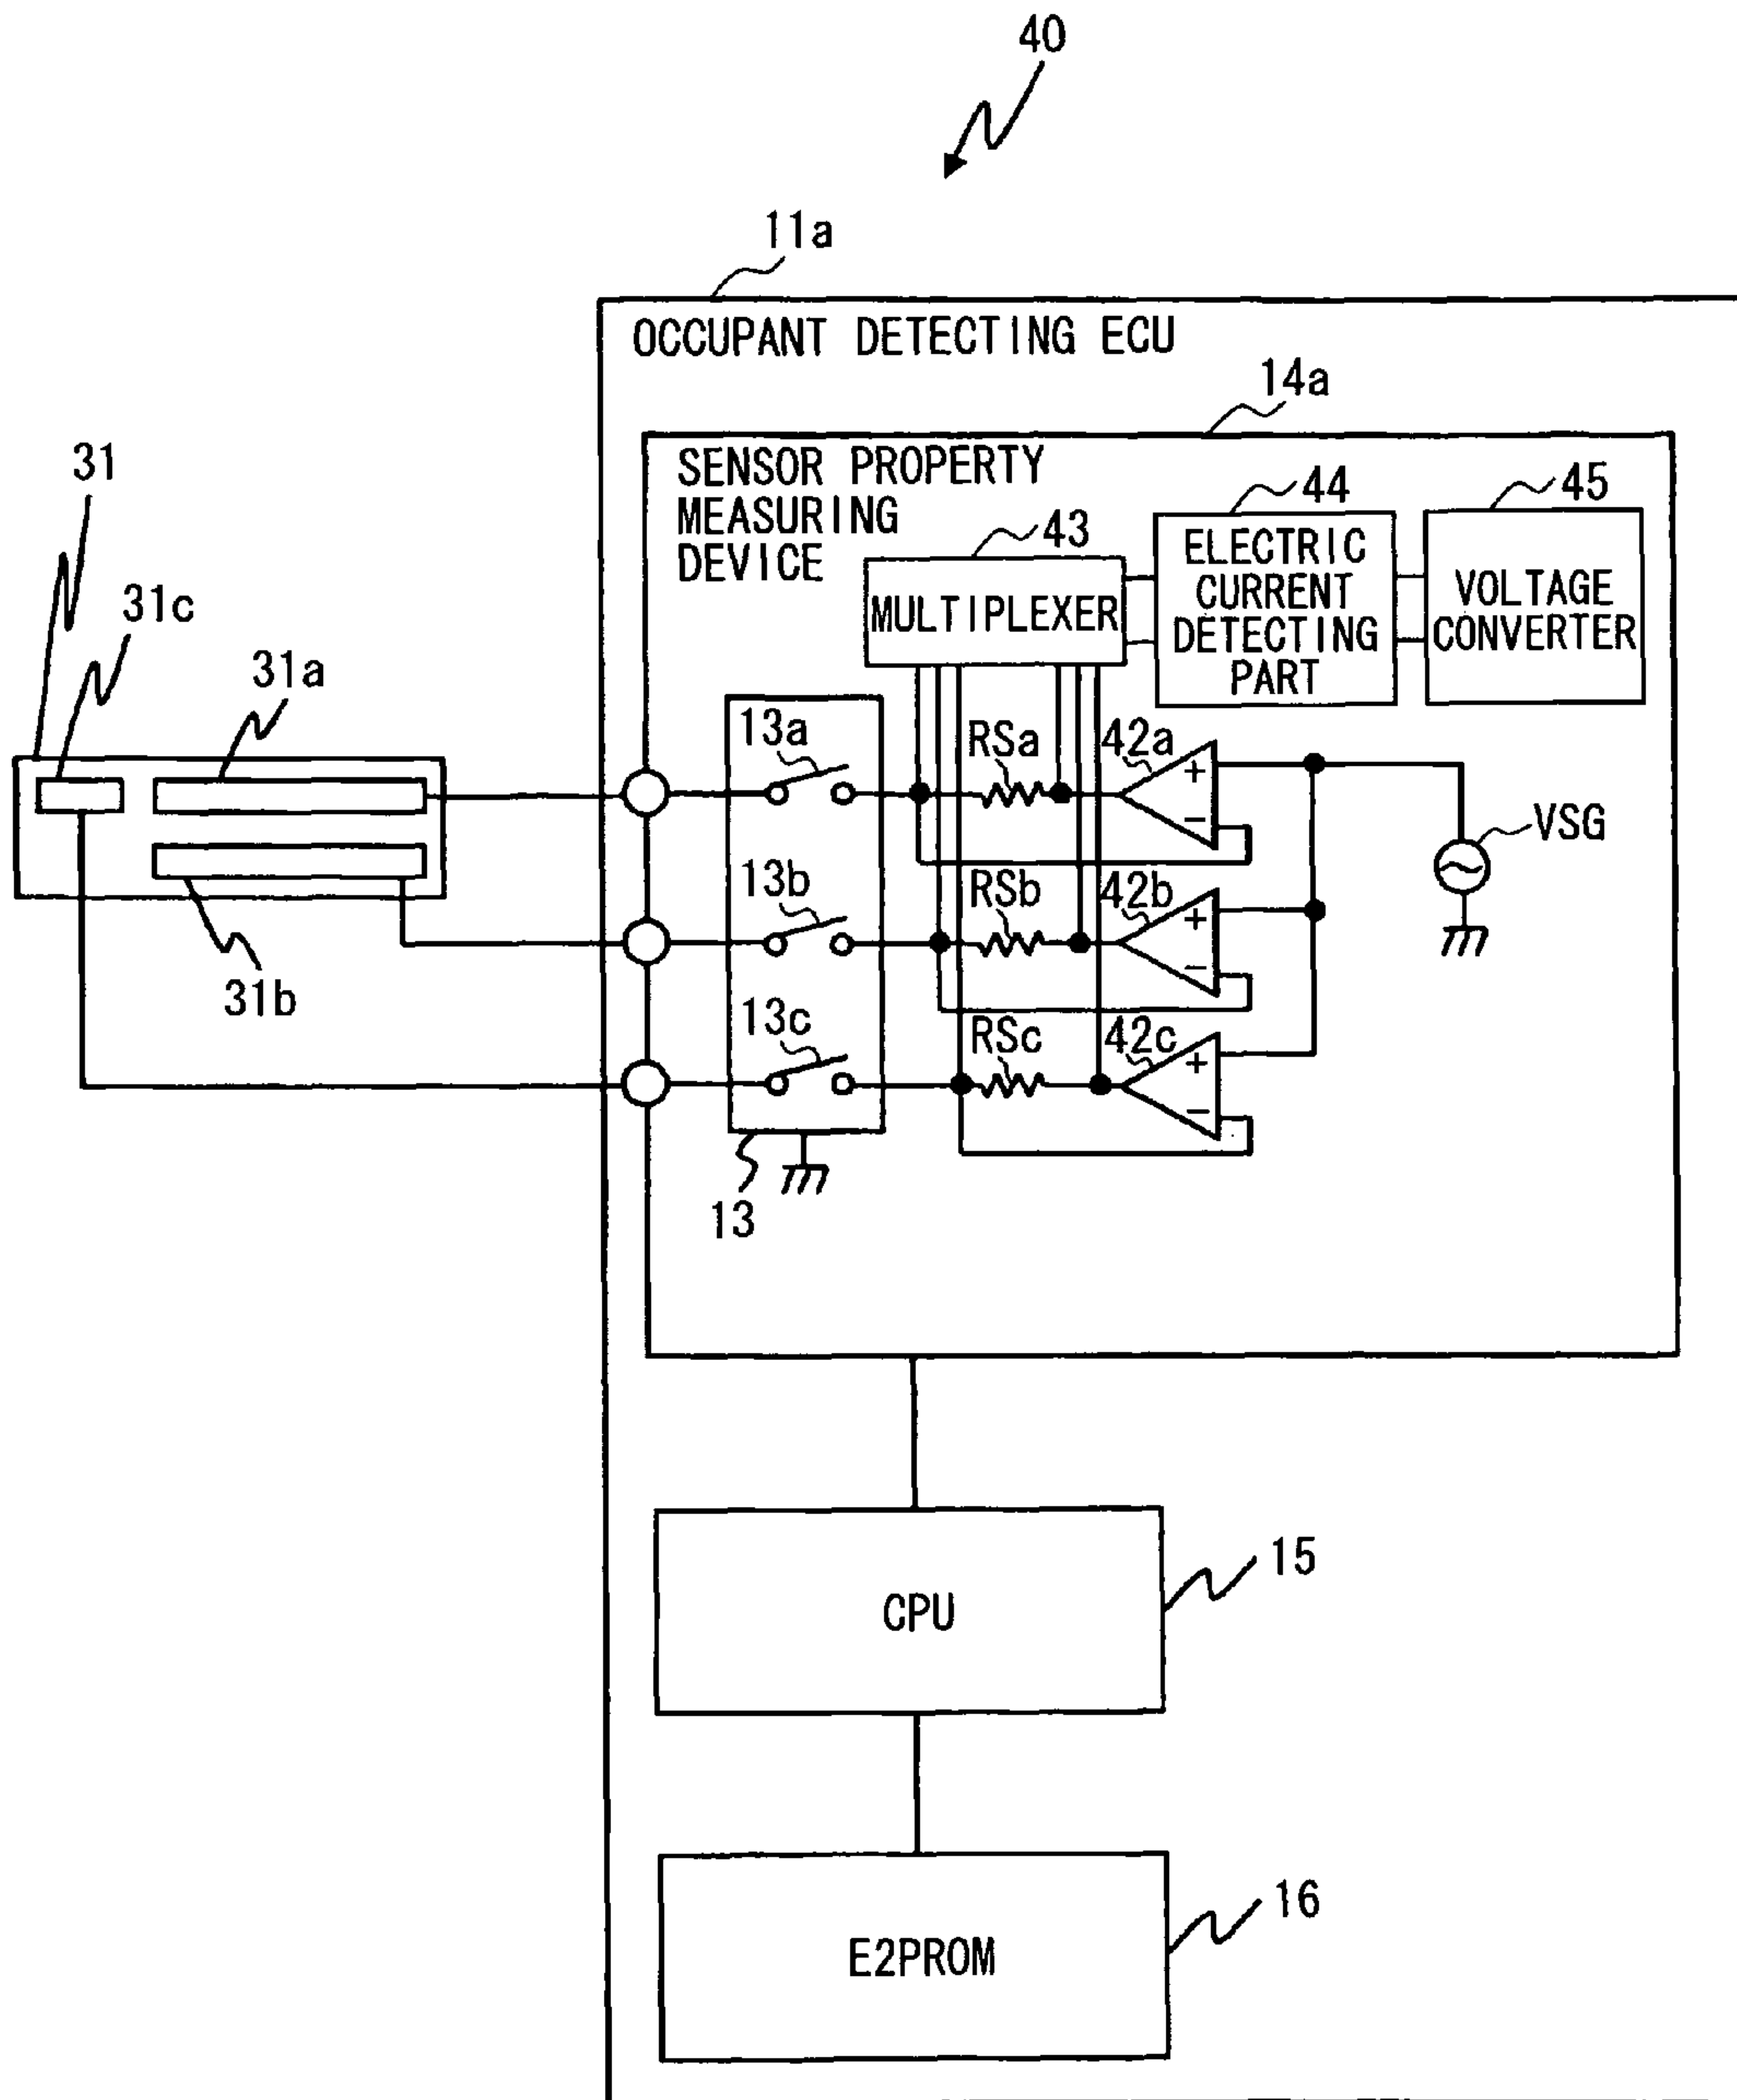 40
11a
OCCUPANT DETECTING ECU
14a
SENSOR PROPERTY
MEASURING
DEVICE
31
31c
31a
31b
43
MULTIPLEXER
44
ELECTRIC
CURRENT
DETECTING
PART
45
VOLTAGE
CONVERTER
13a
RSa
42a
+
−
VSG
13b
RSb
42b
+
−
13c
RSc
42c
+
−
13
CPU
15
E2PROM
16